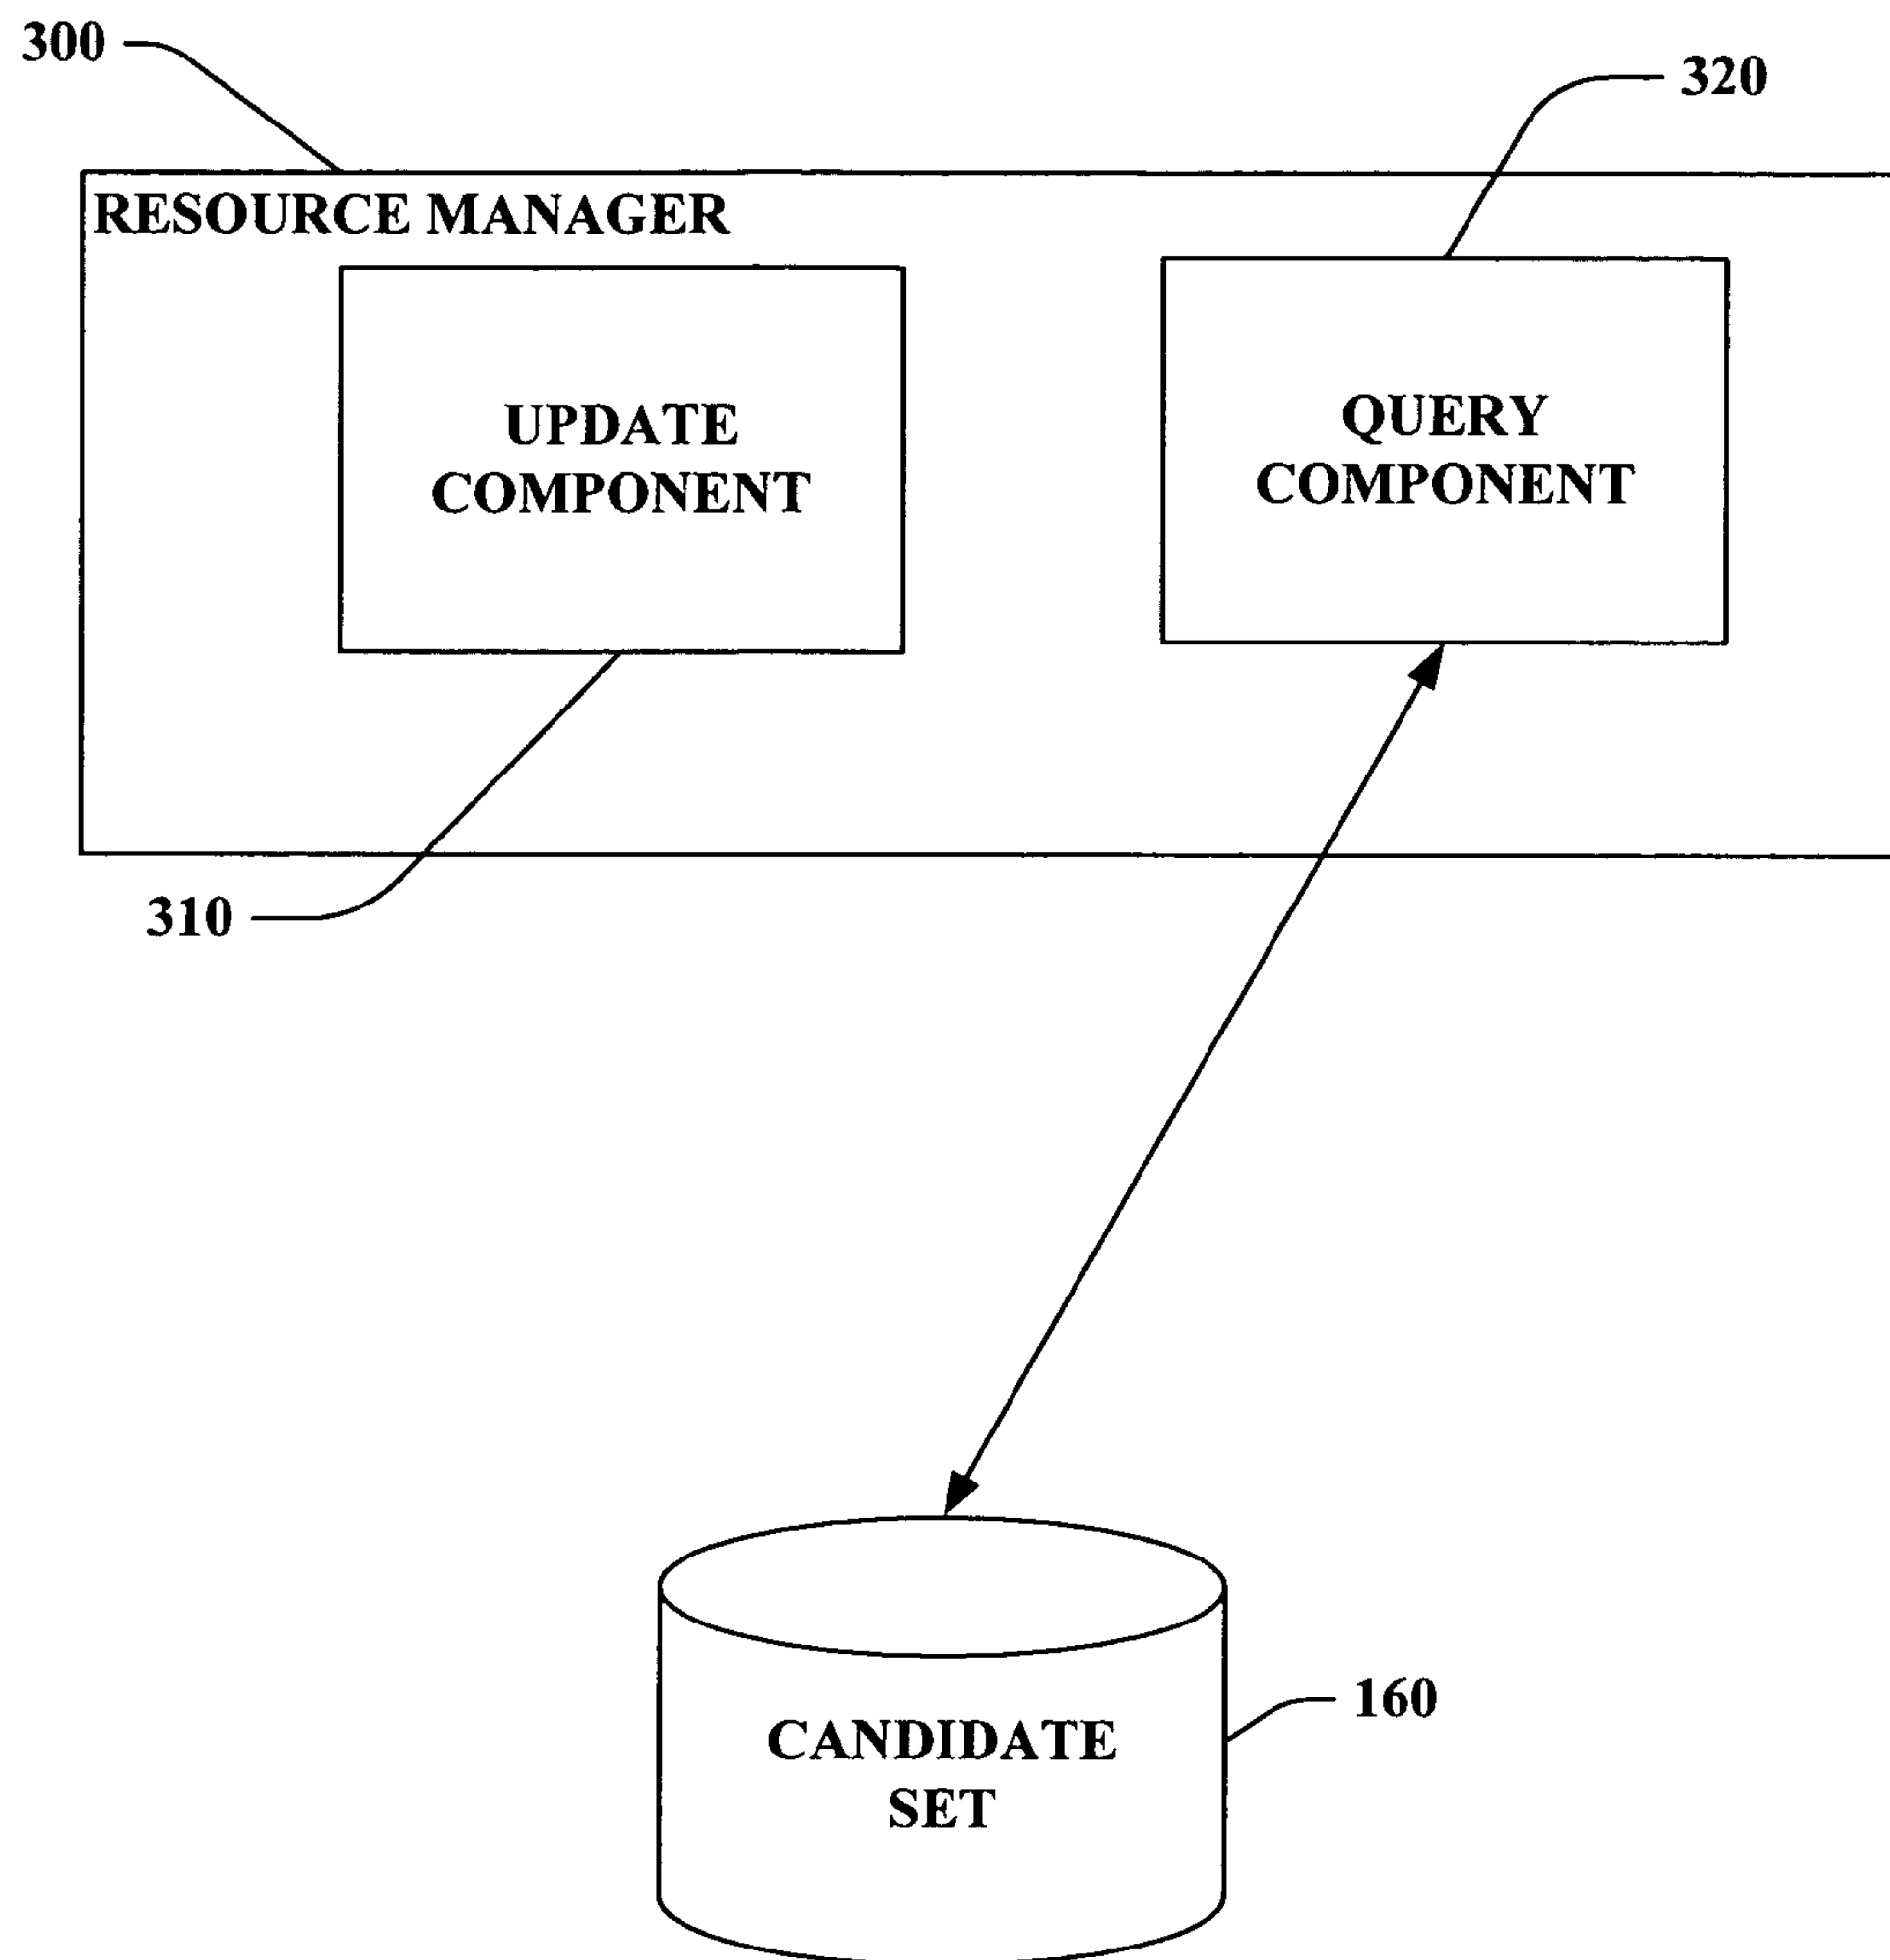 300
320
RESOURCE MANAGER
UPDATE
COMPONENT
QUERY
COMPONENT
310
160
CANDIDATE
SET